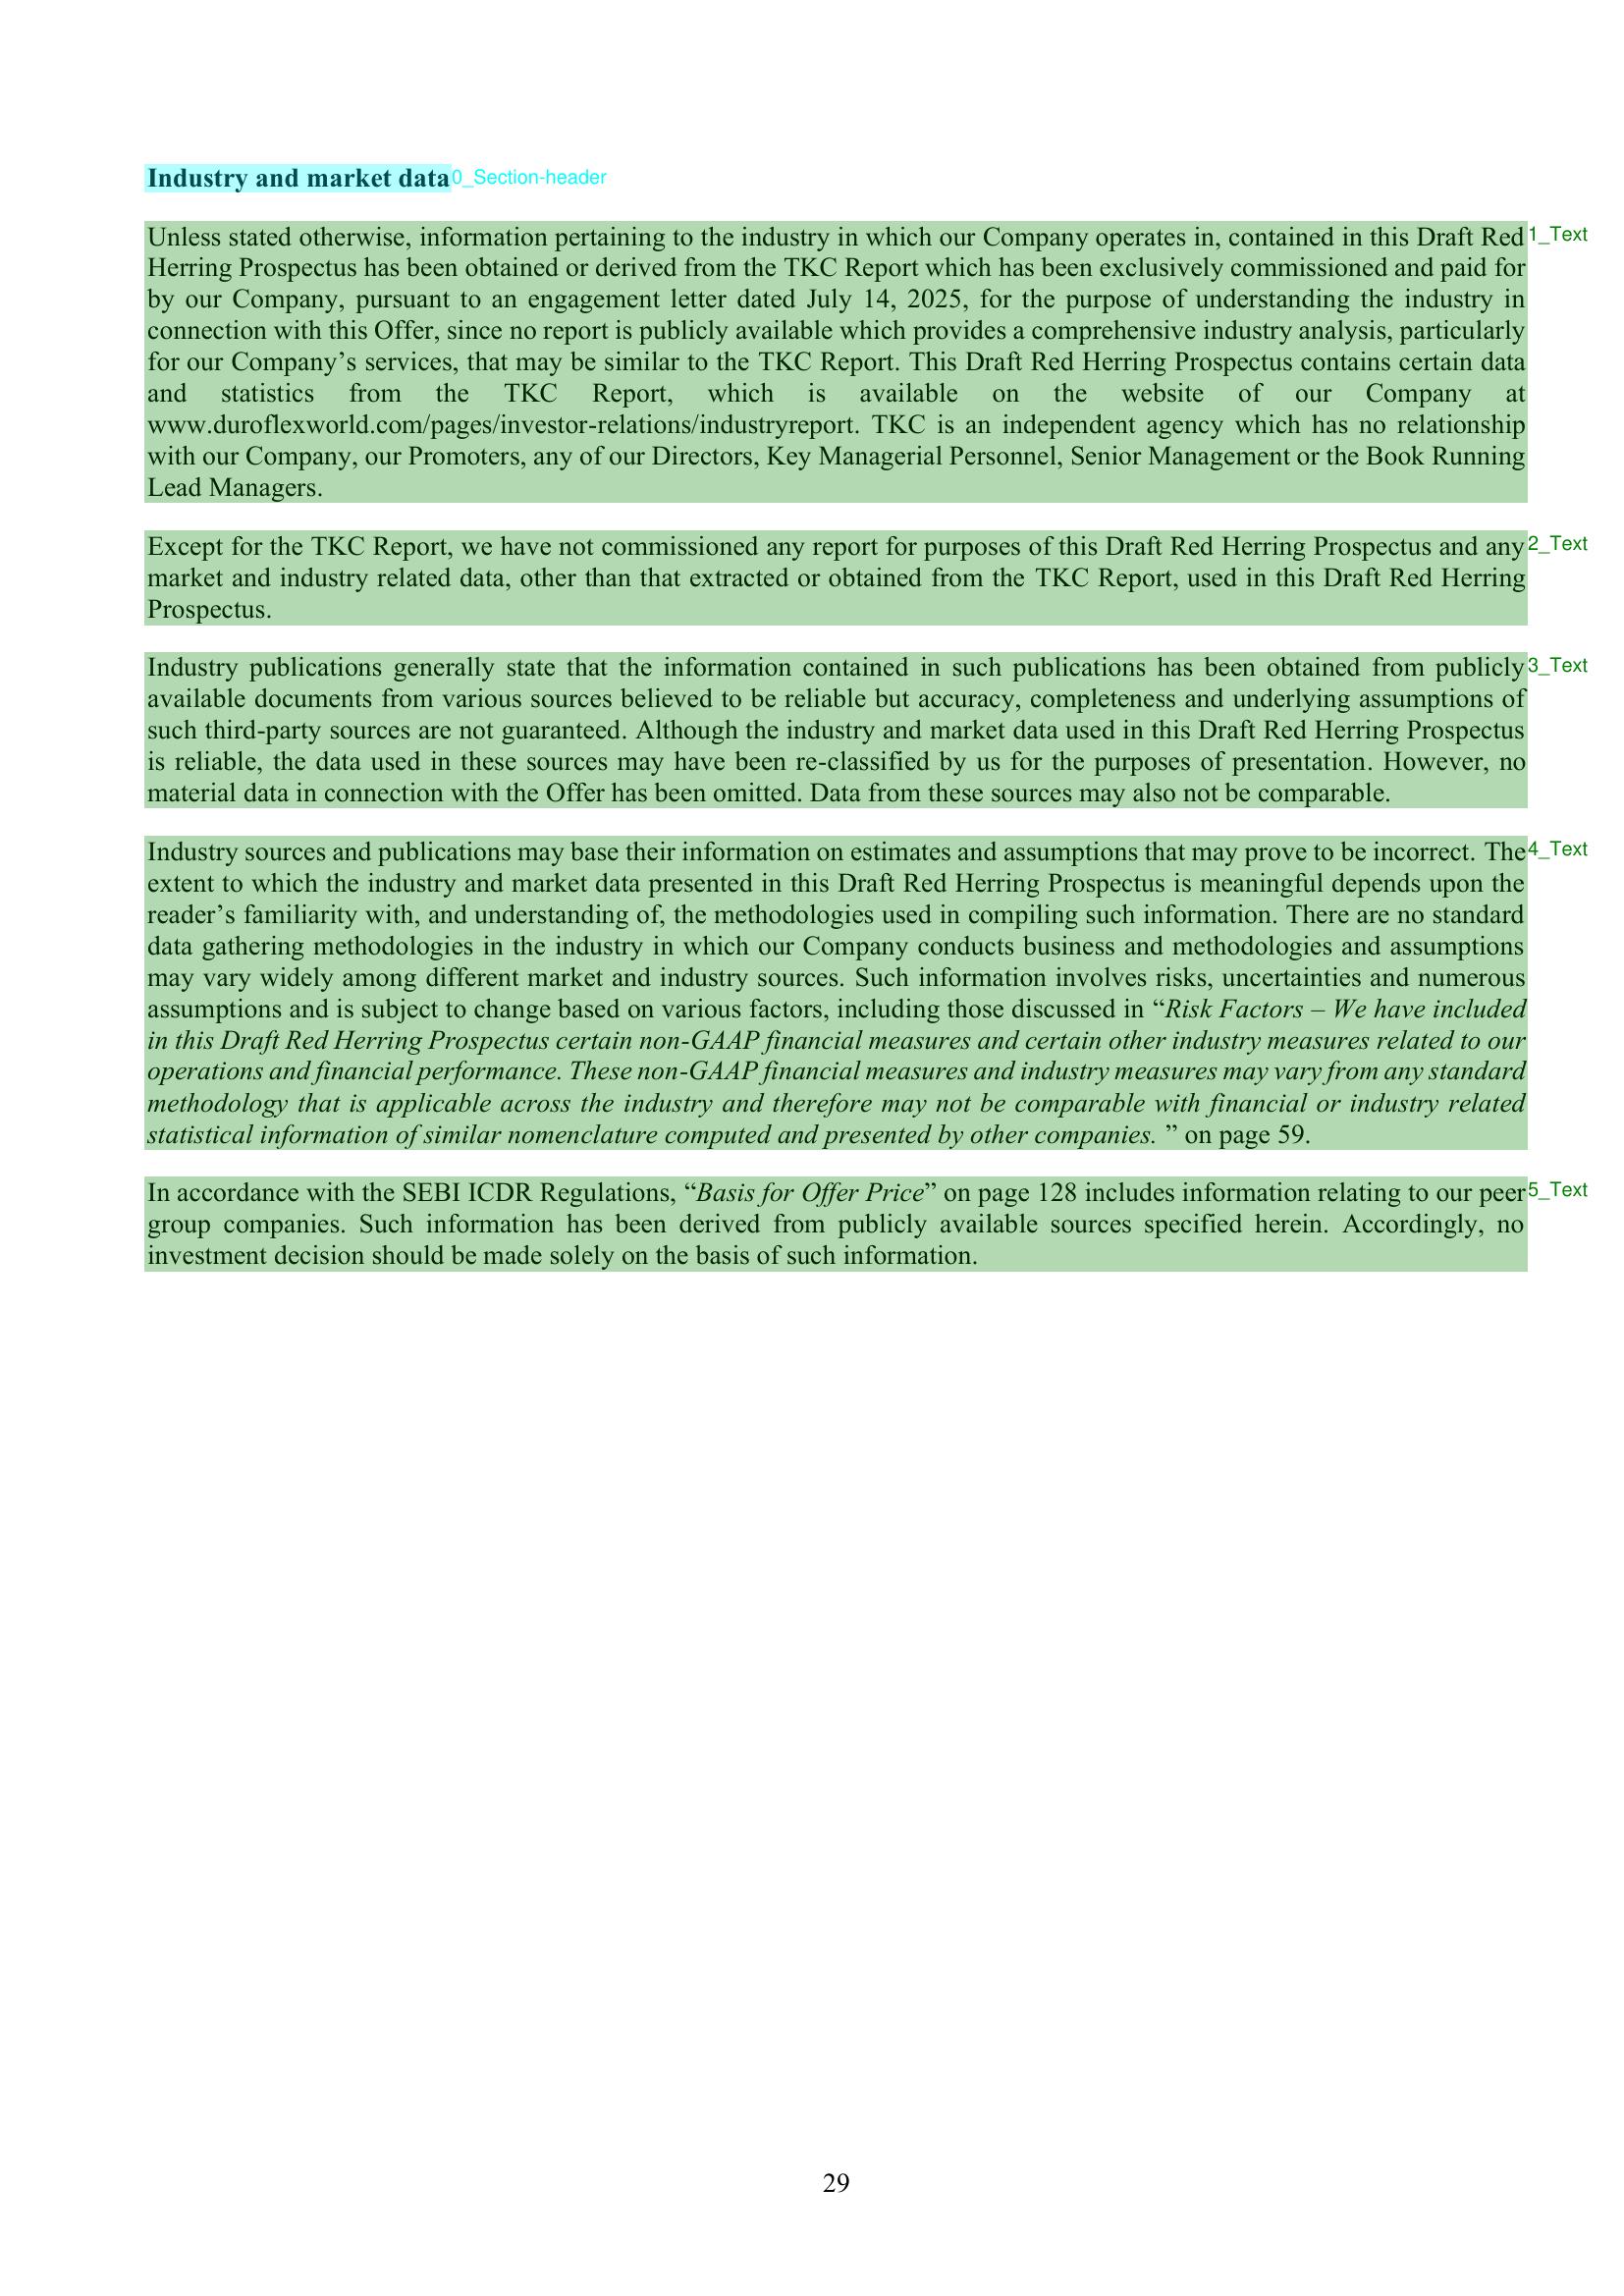 Industry and market data 0_Section-header
Unless stated otherwise, information pertaining to the industry in which our Company operates in, contained in this Draft Red 1_Text
Herring Prospectus has been obtained or derived from the TKC Report which has been exclusively commissioned and paid for
by our Company, pursuant to an engagement letter dated July 14, 2025, for the purpose of understanding the industry in
connection with this Offer, since no report is publicly available which provides a comprehensive industry analysis, particularly
for our Company’s services, that may be similar to the TKC Report. This Draft Red Herring Prospectus contains certain data
and statistics from the TKC Report, which is available on the website of our Company at
www.duroflexworld.com/pages/investor-relations/industryreport. TKC is an independent agency which has no relationship
with our Company, our Promoters, any of our Directors, Key Managerial Personnel, Senior Management or the Book Running
Lead Managers.
Except for the TKC Report, we have not commissioned any report for purposes of this Draft Red Herring Prospectus and any 2_Text
market and industry related data, other than that extracted or obtained from the TKC Report, used in this Draft Red Herring
Prospectus.
Industry publications generally state that the information contained in such publications has been obtained from publicly 3_Text
available documents from various sources believed to be reliable but accuracy, completeness and underlying assumptions of
such third-party sources are not guaranteed. Although the industry and market data used in this Draft Red Herring Prospectus
is reliable, the data used in these sources may have been re-classified by us for the purposes of presentation. However, no
material data in connection with the Offer has been omitted. Data from these sources may also not be comparable.
Industry sources and publications may base their information on estimates and assumptions that may prove to be incorrect. The 4_Text
extent to which the industry and market data presented in this Draft Red Herring Prospectus is meaningful depends upon the
reader’s familiarity with, and understanding of, the methodologies used in compiling such information. There are no standard
data gathering methodologies in the industry in which our Company conducts business and methodologies and assumptions
may vary widely among different market and industry sources. Such information involves risks, uncertainties and numerous
assumptions and is subject to change based on various factors, including those discussed in “Risk Factors – We have included
in this Draft Red Herring Prospectus certain non-GAAP financial measures and certain other industry measures related to our
operations and financial performance. These non-GAAP financial measures and industry measures may vary from any standard
methodology that is applicable across the industry and therefore may not be comparable with financial or industry related
statistical information of similar nomenclature computed and presented by other companies. ” on page 59.
In accordance with the SEBI ICDR Regulations, “Basis for Offer Price” on page 128 includes information relating to our peer 5_Text
group companies. Such information has been derived from publicly available sources specified herein. Accordingly, no
investment decision should be made solely on the basis of such information.
29